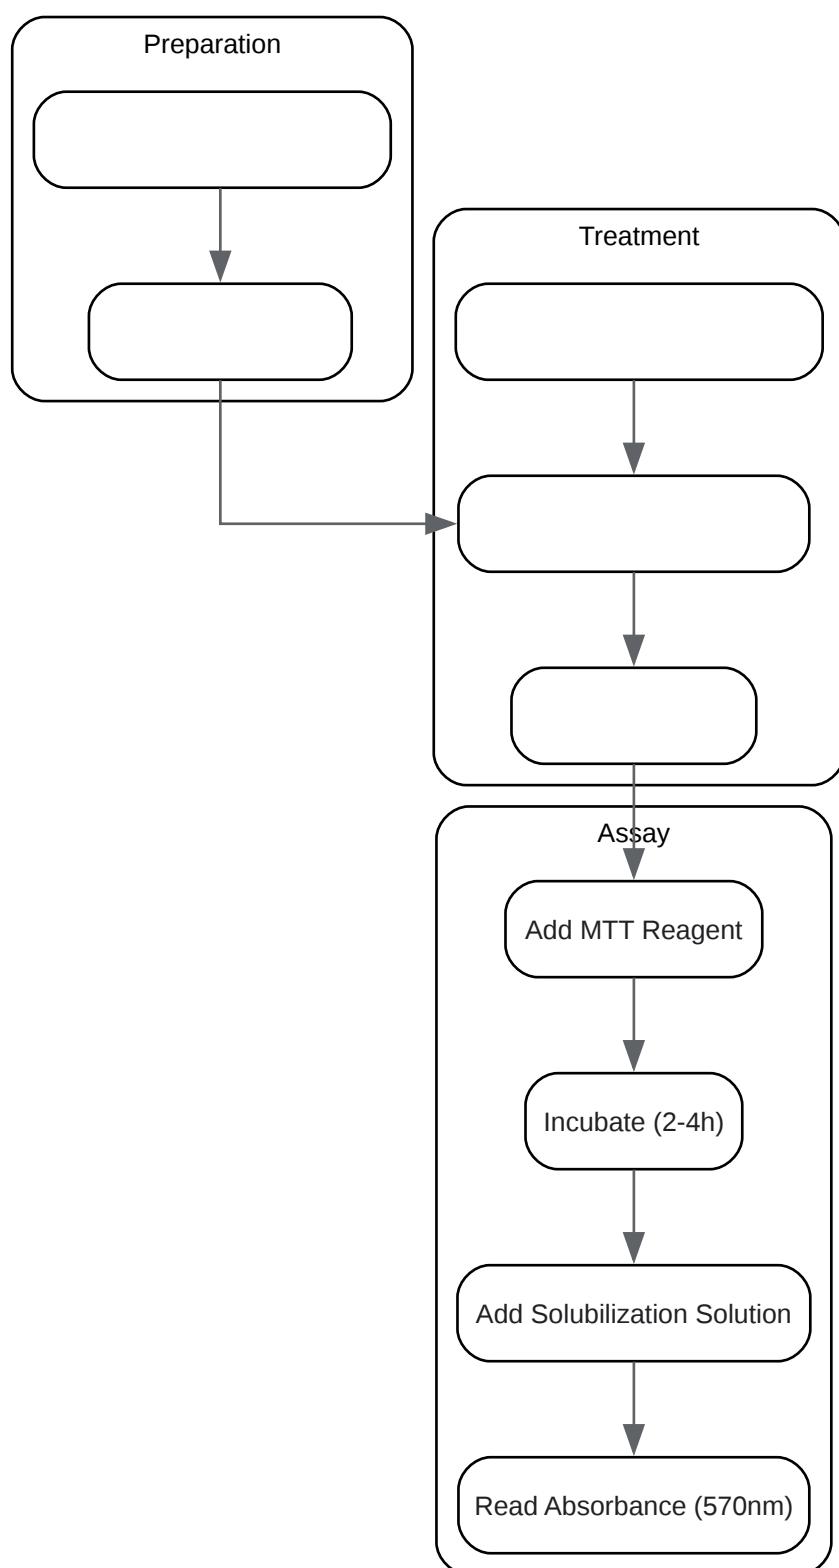 Preparation
Treatment
Assay
Add MTT Reagent
Incubate (2-4h)
Add Solubilization Solution
Read Absorbance (570nm)